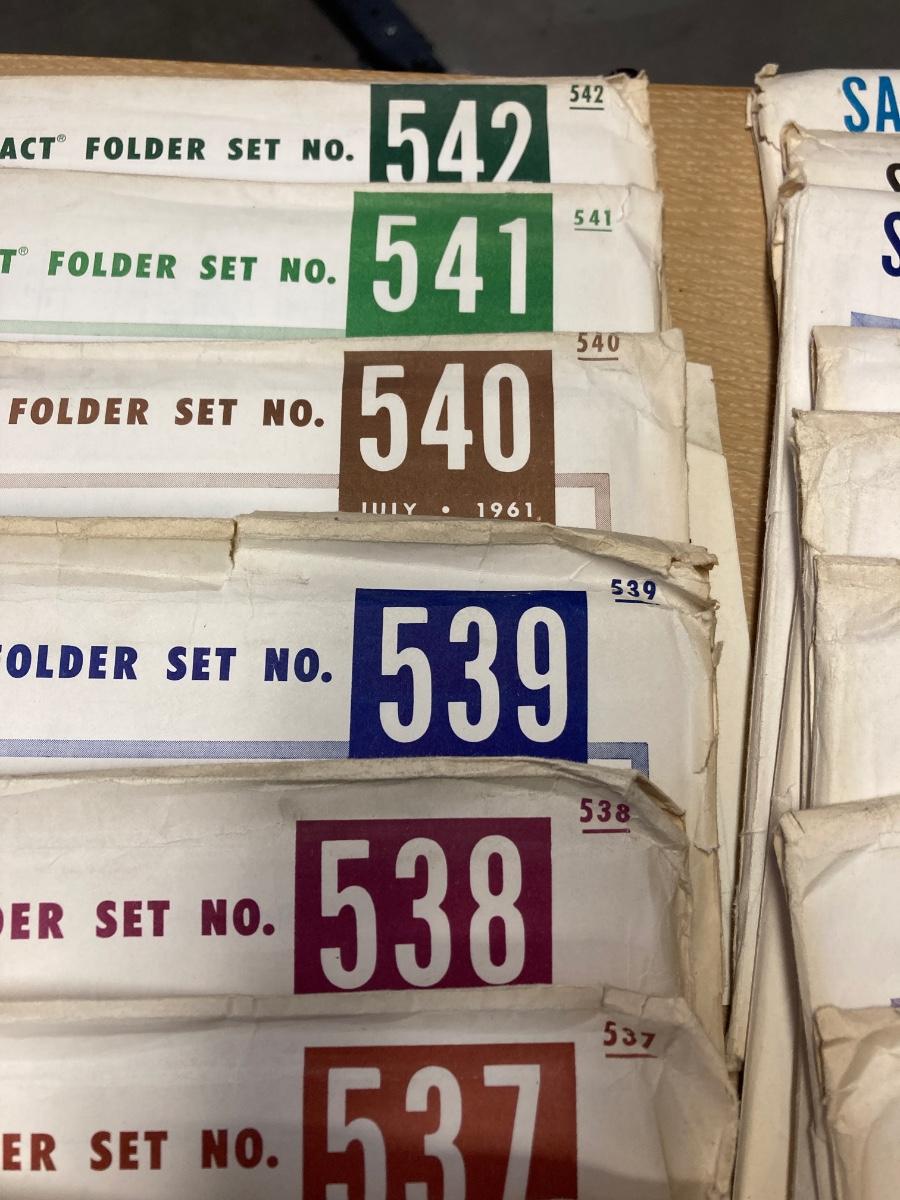 542
ACT® FOLDER SET NO. 542
541
T® FOLDER SET NO. 541
540
FOLDER SET NO. 540
JULY • 1961
539
FOLDER SET NO. 539
538
DER SET NO. 538
537
ER SET NO. 537
SA
S